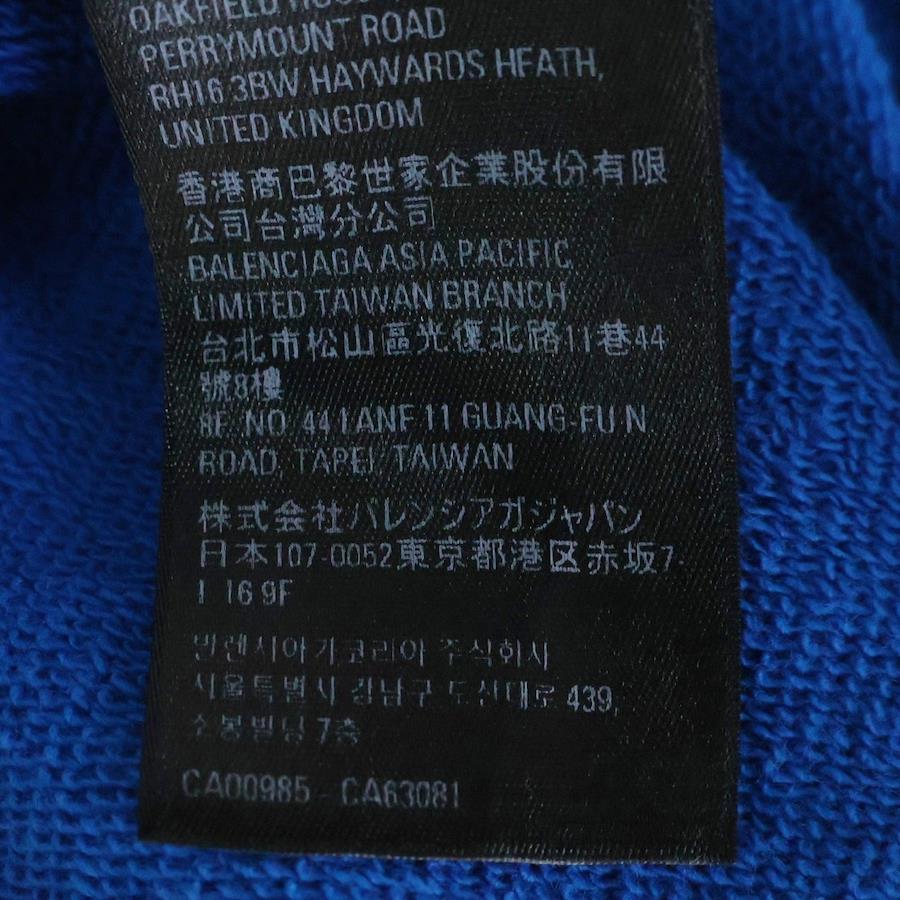 OAKFIELD
PERRYMOUNT ROAD
RH16 3BW HAYWARDS HEATH,
UNITED KINGDOM
香港商巴黎世家企業股份有限
公司台灣分公司
BALENCIAGA ASIA PACIFIC
LIMITED TAIWAN BRANCH
台北市松山區光復北路11巷44
號8樓
8F. NO. 44 LANE 11 GUANG-FU N
ROAD, TAPEI, TAIWAN
株式会社バレンシアガジャパン
日本107-0052東京都港区赤坂7-
1 16 9F
발렌시아가코리아 주식회사
서울특별시 강남구 도산대로 439,
소봉빌딩 7층
CA00985 - CA63081